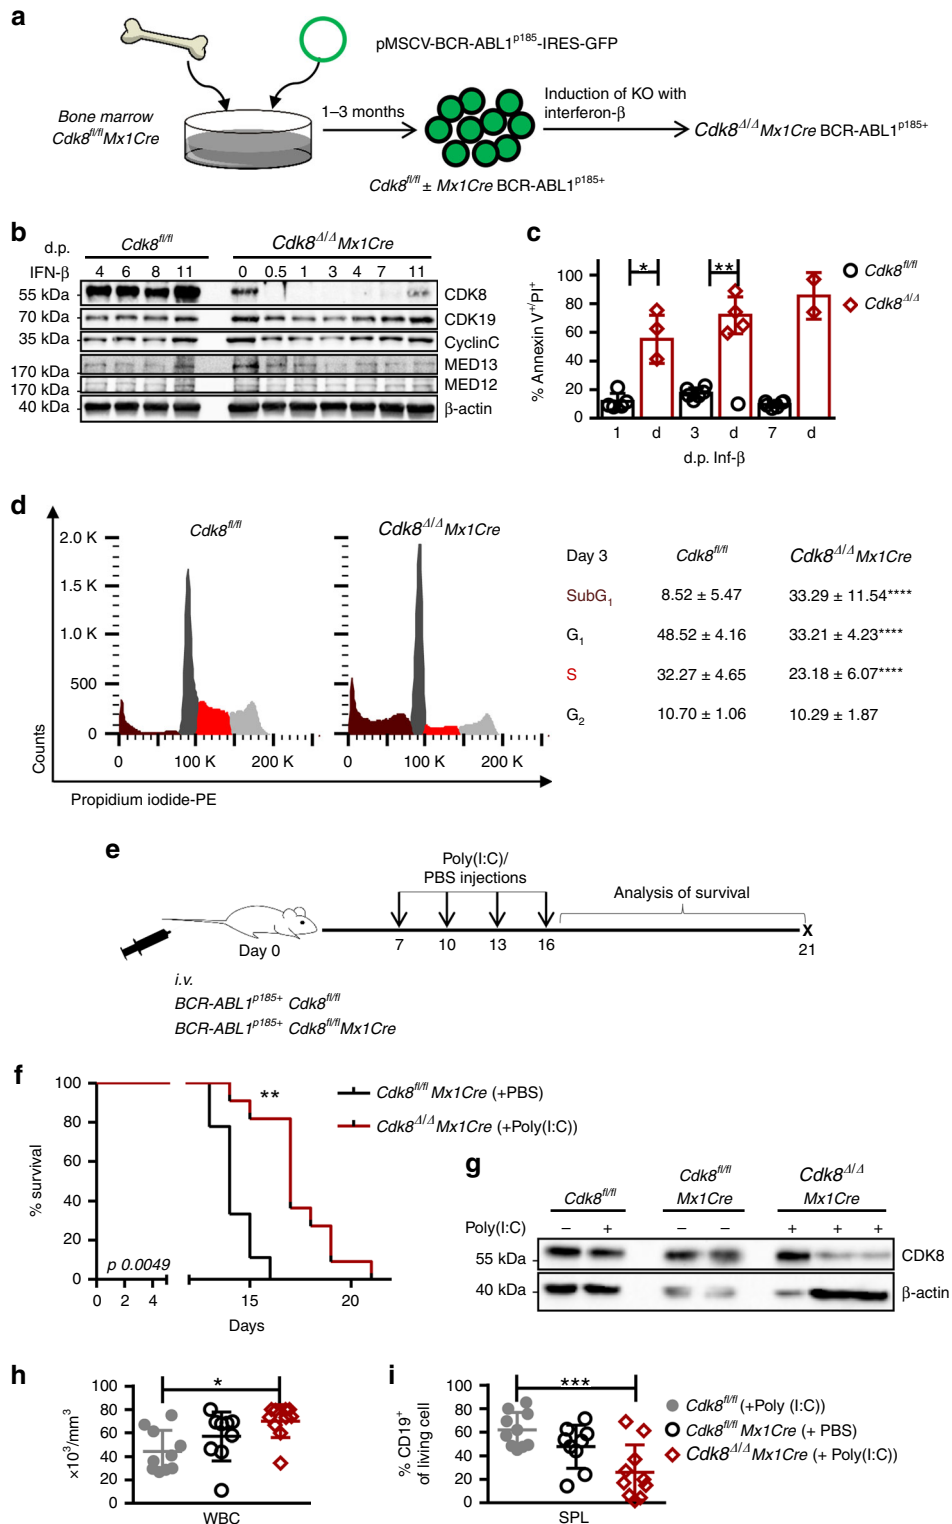 a
pMSCV-BCR-ABL1p185-IRES-GFP
Bone marrow
Cdk8fl/flMx1Cre
1–3 months
Induction of KO with
interferon-β
Cdk8Δ/ΔMx1Cre BCR-ABL1p185+
Cdk8fl/fl ± Mx1Cre BCR-ABL1p185+
b
d.p.
Cdk8fl/fl
Cdk8Δ/ΔMx1Cre
IFN-β
4 6 8 11 0 0.5 1 3 4 7 11
55 kDa
CDK8
70 kDa
CDK19
35 kDa
CyclinC
170 kDa
MED13
170 kDa
MED12
40 kDa
β-actin
c
% Annexin V+/PI+
100
80
60
40
20
0
* **
Cdk8fl/fl
Cdk8Δ/Δ
1 d 3 d 7 d
d.p. Inf-β
d
Counts
2.0 K
1.5 K
1.0 K
500
0
Cdk8fl/fl
Cdk8Δ/ΔMx1Cre
0 100 K 200 K
0 100 K 200 K
Propidium iodide-PE
Day 3 Cdk8fl/fl Cdk8Δ/ΔMx1Cre
SubG1 8.52 ± 5.47 33.29 ± 11.54****
G1 48.52 ± 4.16 33.21 ± 4.23****
S 32.27 ± 4.65 23.18 ± 6.07****
G2 10.70 ± 1.06 10.29 ± 1.87
e
Poly(I:C)/
PBS injections
Analysis of survival
Day 0
7 10 13 16
x
21
i.v.
BCR-ABL1p185+ Cdk8fl/fl
BCR-ABL1p185+ Cdk8fl/flMx1Cre
f
% survival
100
80
60
40
20
0
**
p 0.0049
0 2 4 15 20
Days
Cdk8fl/fl Mx1Cre (+PBS)
Cdk8Δ/ΔMx1Cre (+Poly(I:C))
g
Cdk8fl/fl
Cdk8fl/fl
Mx1Cre
Cdk8Δ/Δ
Mx1Cre
Poly(I:C) – + – – + + +
55 kDa
CDK8
40 kDa
β-actin
h
×10³/mm³
100
80
60
40
20
0
*
WBC
i
% CD19+
of living cell
100
80
60
40
20
0
***
SPL
Cdk8fl/fl (+Poly (I:C))
Cdk8fl/fl Mx1Cre (+ PBS)
Cdk8Δ/ΔMx1Cre (+ Poly(I:C))